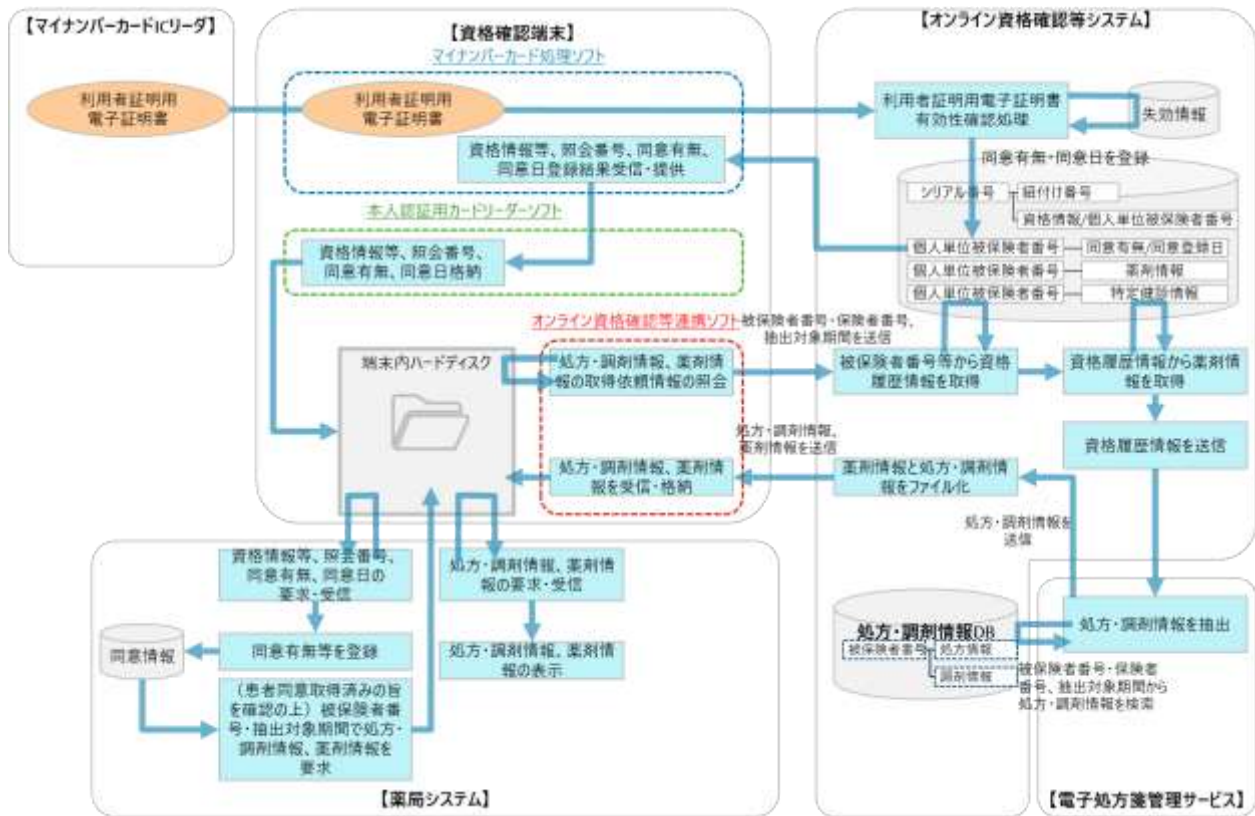 【マイナンバーカードICリーダ】
利用者証明用
電子証明書
【資格確認端末】
マイナンバーカード処理ソフト
利用者証明用
電子証明書
資格情報等、照会番号、同意有無、
同意日登録結果受信・提供
本人認証用カードリーダーソフト
資格情報等、照会番号、
同意有無、同意日格納
オンライン資格確認等連携ソフト
端末内ハードディスク
処方・調剤情報、薬剤情
報の取得依頼情報の照会
処方・調剤情報、薬剤情
報を受信・格納
【オンライン資格確認等システム】
利用者証明用電子証明書
有効性確認処理
失効情報
同意有無・同意日を登録
シリアル番号
紐付け番号
資格情報/個人単位被保険者番号
個人単位被保険者番号
同意有無/同意登録日
個人単位被保険者番号
薬剤情報
個人単位被保険者番号
特定健診情報
被保険者番号・保険者番号、
抽出対象期間を送信
被保険者番号等から資格
履歴情報を取得
資格履歴情報から薬剤情
報を取得
資格履歴情報を送信
処方・調剤情報、
薬剤情報を送信
薬剤情報と処方・調剤情
報をファイル化
処方・調剤情報を
送信
処方・調剤情報DB
被保険者番号
処方情報
調剤情報
処方・調剤情報を抽出
被保険者番号・保険者
番号、抽出対象期間から
処方・調剤情報を検索
【電子処方箋管理サービス】
資格情報等、照会番号、
同意有無、同意日の
要求・受信
同意情報
同意有無等を登録
（患者同意取得済みの旨
を確認の上）被保険者番
号・抽出対象期間で処方・
調剤情報、薬剤情報を
要求
処方・調剤情報、薬剤情
報の要求・受信
処方・調剤情報、薬剤情
報の表示
【薬局システム】